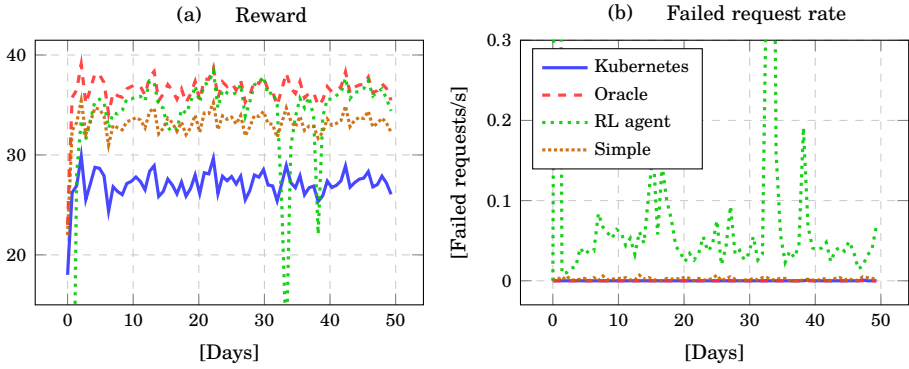 (a) Reward
40
30
20
0 10 20 30 40 50
[Days]
(b) Failed request rate
[Failed requests/s]
0.3
0.2
0.1
0
Kubernetes
Oracle
RL agent
Simple
0 10 20 30 40 50
[Days]